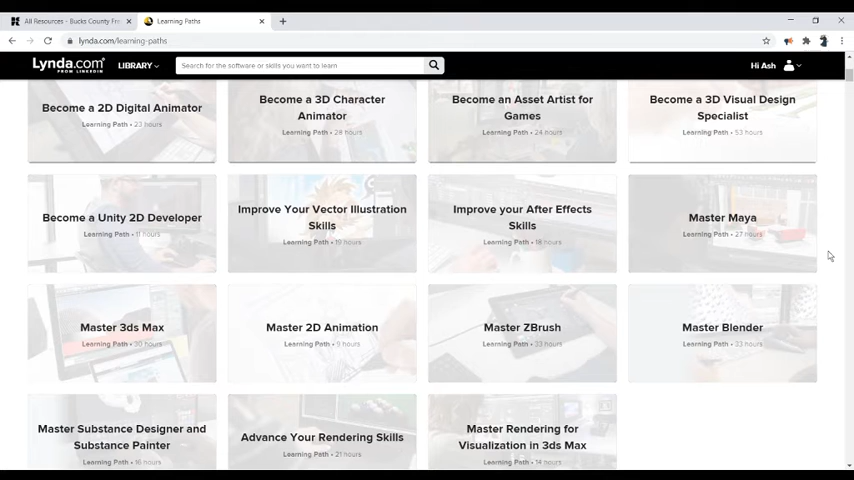 All Resources - Bucks County Fre
Learning Paths
lynda.com/learning-paths
Lynda.com
FROM LINKEDIN
LIBRARY
Search for the software or skills you want to learn
Hi Ash
Become a 2D Digital Animator
Learning Path • 23 hours
Become a 3D Character
Animator
Learning Path • 28 hours
Become an Asset Artist for
Games
Learning Path • 24 hours
Become a 3D Visual Design
Specialist
Learning Path • 53 hours
Become a Unity 2D Developer
Learning Path • 11 hours
Improve Your Vector Illustration
Skills
Learning Path • 19 hours
Improve your After Effects
Skills
Learning Path • 18 hours
Master Maya
Learning Path • 27 hours
Master 3ds Max
Learning Path • 30 hours
Master 2D Animation
Learning Path • 9 hours
Master ZBrush
Learning Path • 33 hours
Master Blender
Learning Path • 33 hours
Master Substance Designer and
Substance Painter
Learning Path • 16 hours
Advance Your Rendering Skills
Learning Path • 21 hours
Master Rendering for
Visualization in 3ds Max
Learning Path • 14 hours